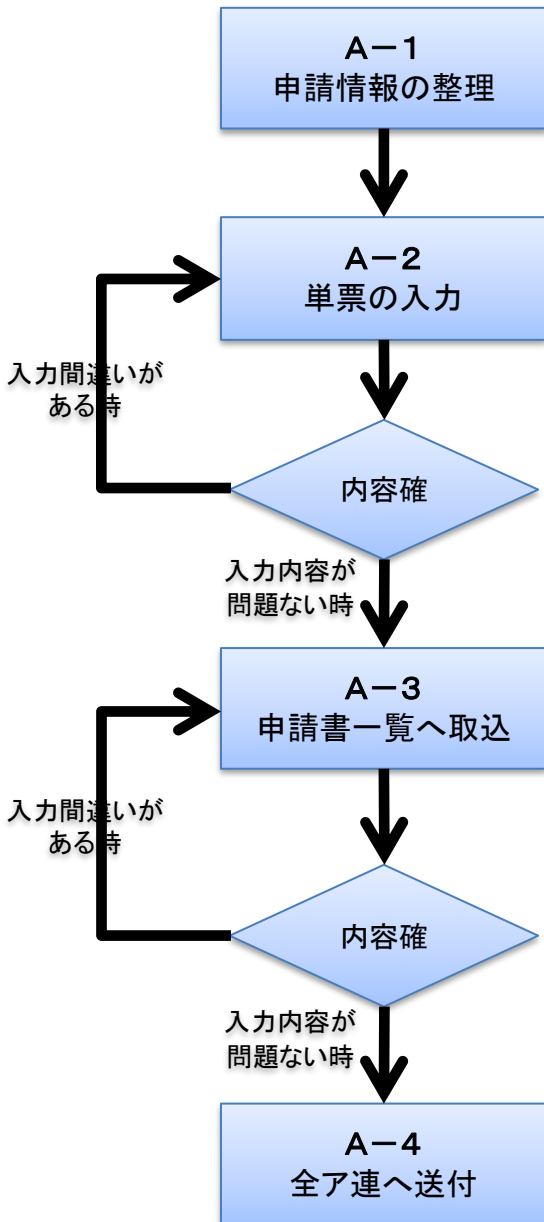 A－1
申請情報の整理
A－2
単票の入力
入力間違いが
ある時
内容確
入力内容が
問題ない時
A－3
申請書一覧へ取込
入力間違いが
ある時
内容確
入力内容が
問題ない時
A－4
全ア連へ送付